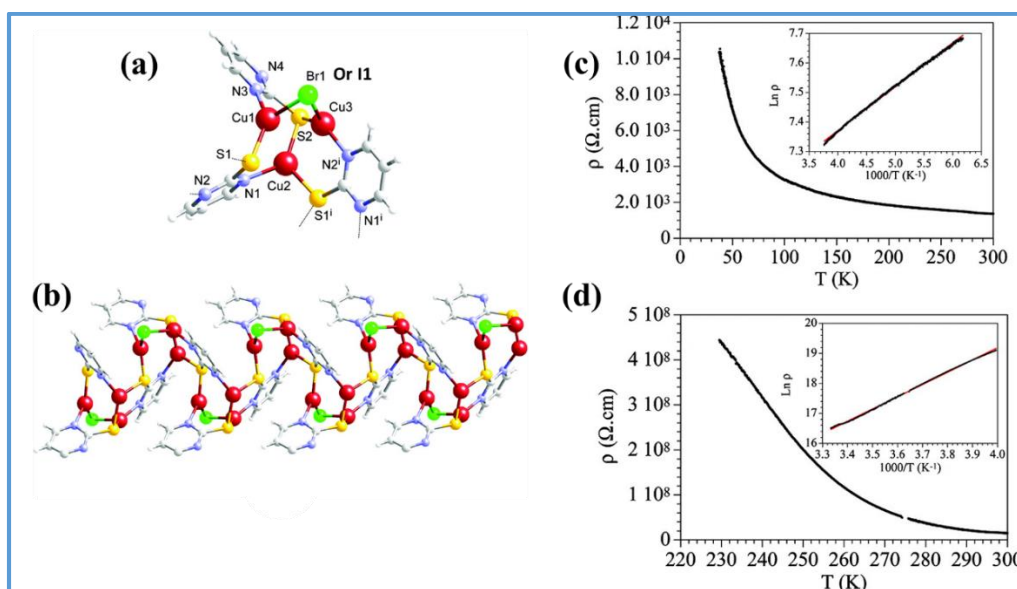 (a)
N4
N3
Br1 Or I1
Cu1
Cu3
S2
S1
N2ⁱ
N2
N1
Cu2
S1ⁱ
N1ⁱ
(b)
(c)
1.2 10⁴
1.0 10⁴
8.0 10³
6.0 10³
4.0 10³
2.0 10³
0
ρ (Ω.cm)
0 50 100 150 200 250 300
T (K)
7.7
7.6
7.5
7.4
7.3
Ln ρ
3.5 4.0 4.5 5.0 5.5 6.0 6.5
1000/T (K⁻¹)
(d)
5 10⁸
4 10⁸
3 10⁸
2 10⁸
1 10⁸
0
ρ (Ω.cm)
220 230 240 250 260 270 280 290 300
T (K)
20
19
18
17
16
Ln ρ
3.3 3.4 3.5 3.6 3.7 3.8 3.9 4.0
1000/T (K⁻¹)